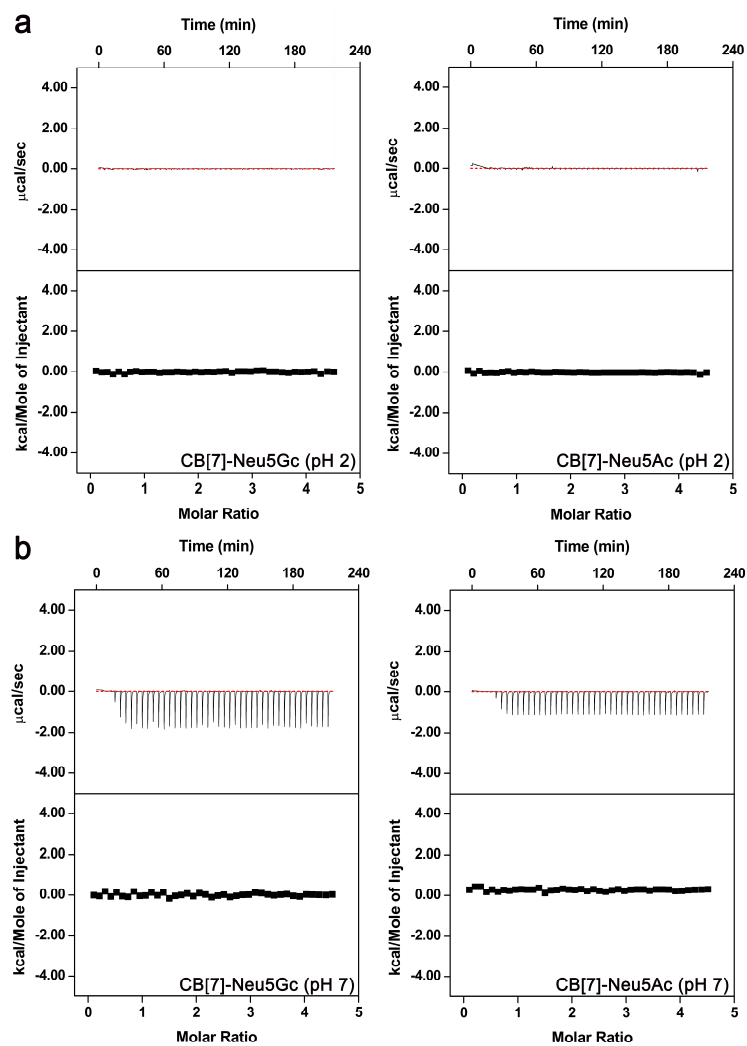 a
Time (min)
0 60 120 180 240
4.00
2.00
0.00
-2.00
-4.00
μcal/sec
4.00
2.00
0.00
-2.00
-4.00
kcal/Mole of Injectant
CB[7]-Neu5Gc (pH 2)
0 1 2 3 4 5
Molar Ratio
Time (min)
0 60 120 180 240
4.00
2.00
0.00
-2.00
-4.00
μcal/sec
4.00
2.00
0.00
-2.00
-4.00
kcal/Mole of Injectant
CB[7]-Neu5Ac (pH 2)
0 1 2 3 4 5
Molar Ratio
b
Time (min)
0 60 120 180 240
4.00
2.00
0.00
-2.00
-4.00
μcal/sec
4.00
2.00
0.00
-2.00
-4.00
kcal/Mole of Injectant
CB[7]-Neu5Gc (pH 7)
0 1 2 3 4 5
Molar Ratio
Time (min)
0 60 120 180 240
4.00
2.00
0.00
-2.00
-4.00
μcal/sec
4.00
2.00
0.00
-2.00
-4.00
kcal/Mole of Injectant
CB[7]-Neu5Ac (pH 7)
0 1 2 3 4 5
Molar Ratio